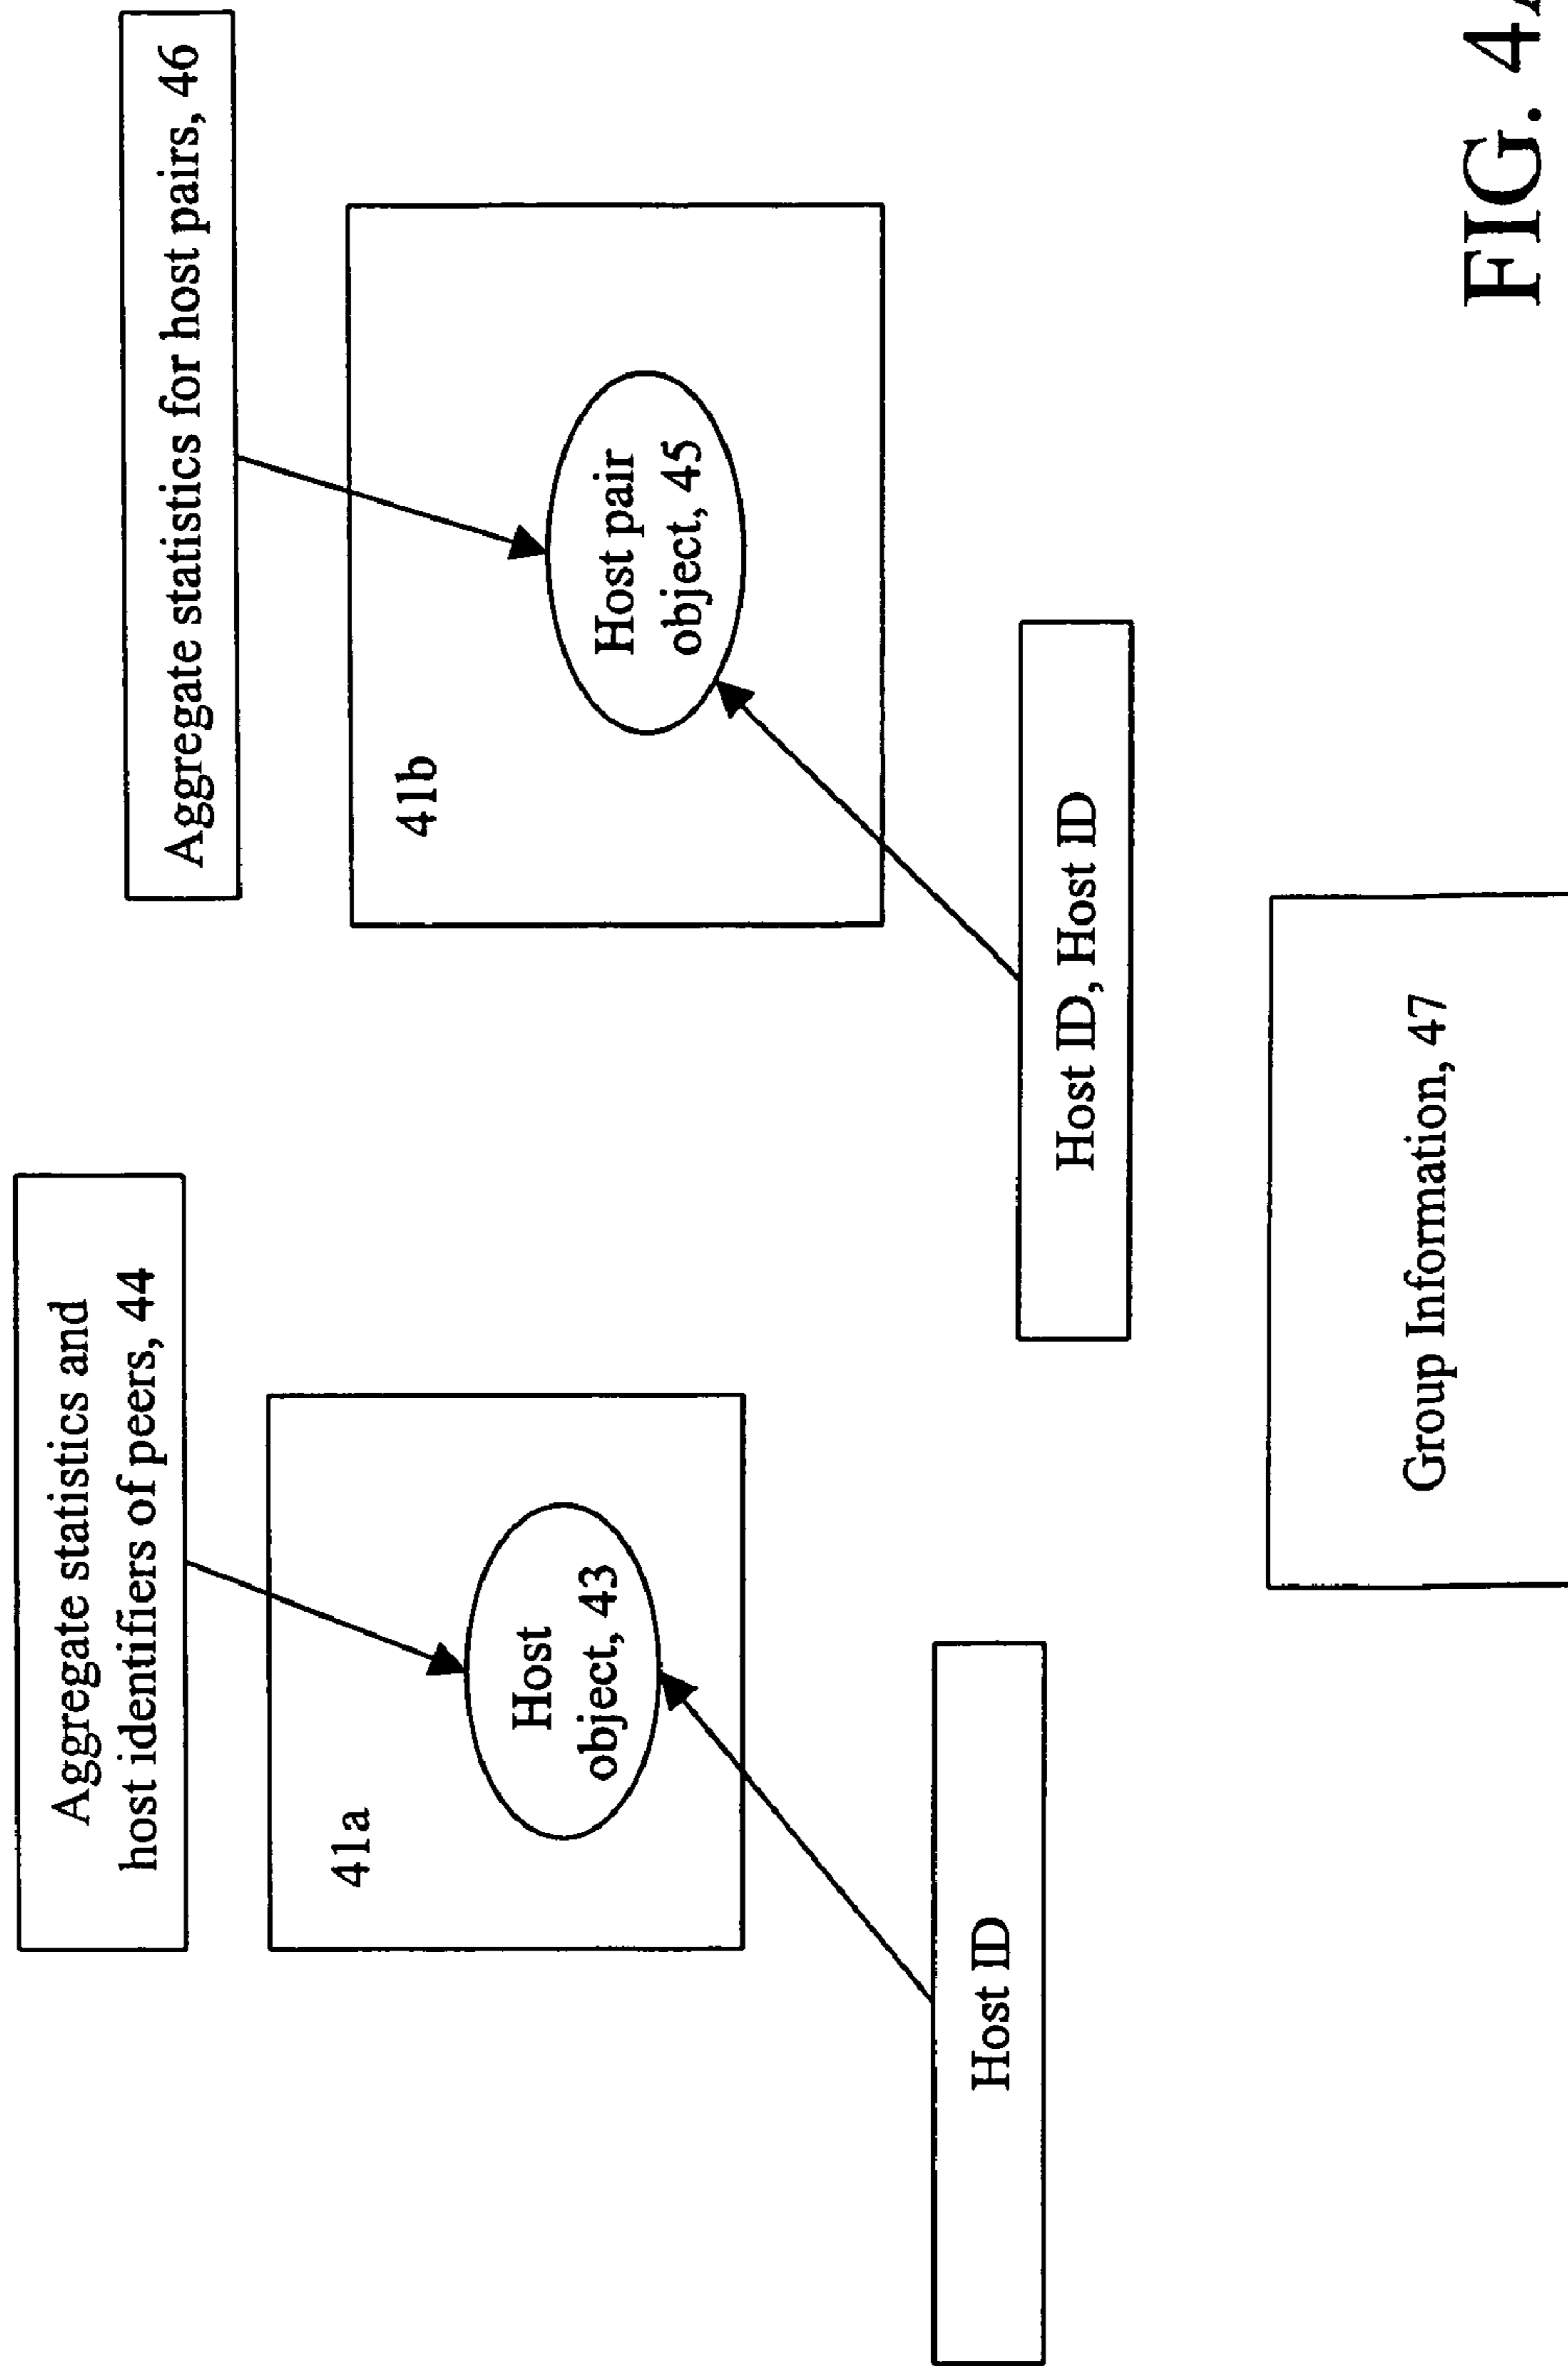 Aggregate statistics and
host identifiers of peers, 44
Aggregate statistics for host pairs, 46
41a
Host
object, 43
41b
Host pair
object, 45
Host ID
Host ID, Host ID
Group Information, 47
FIG. 4A